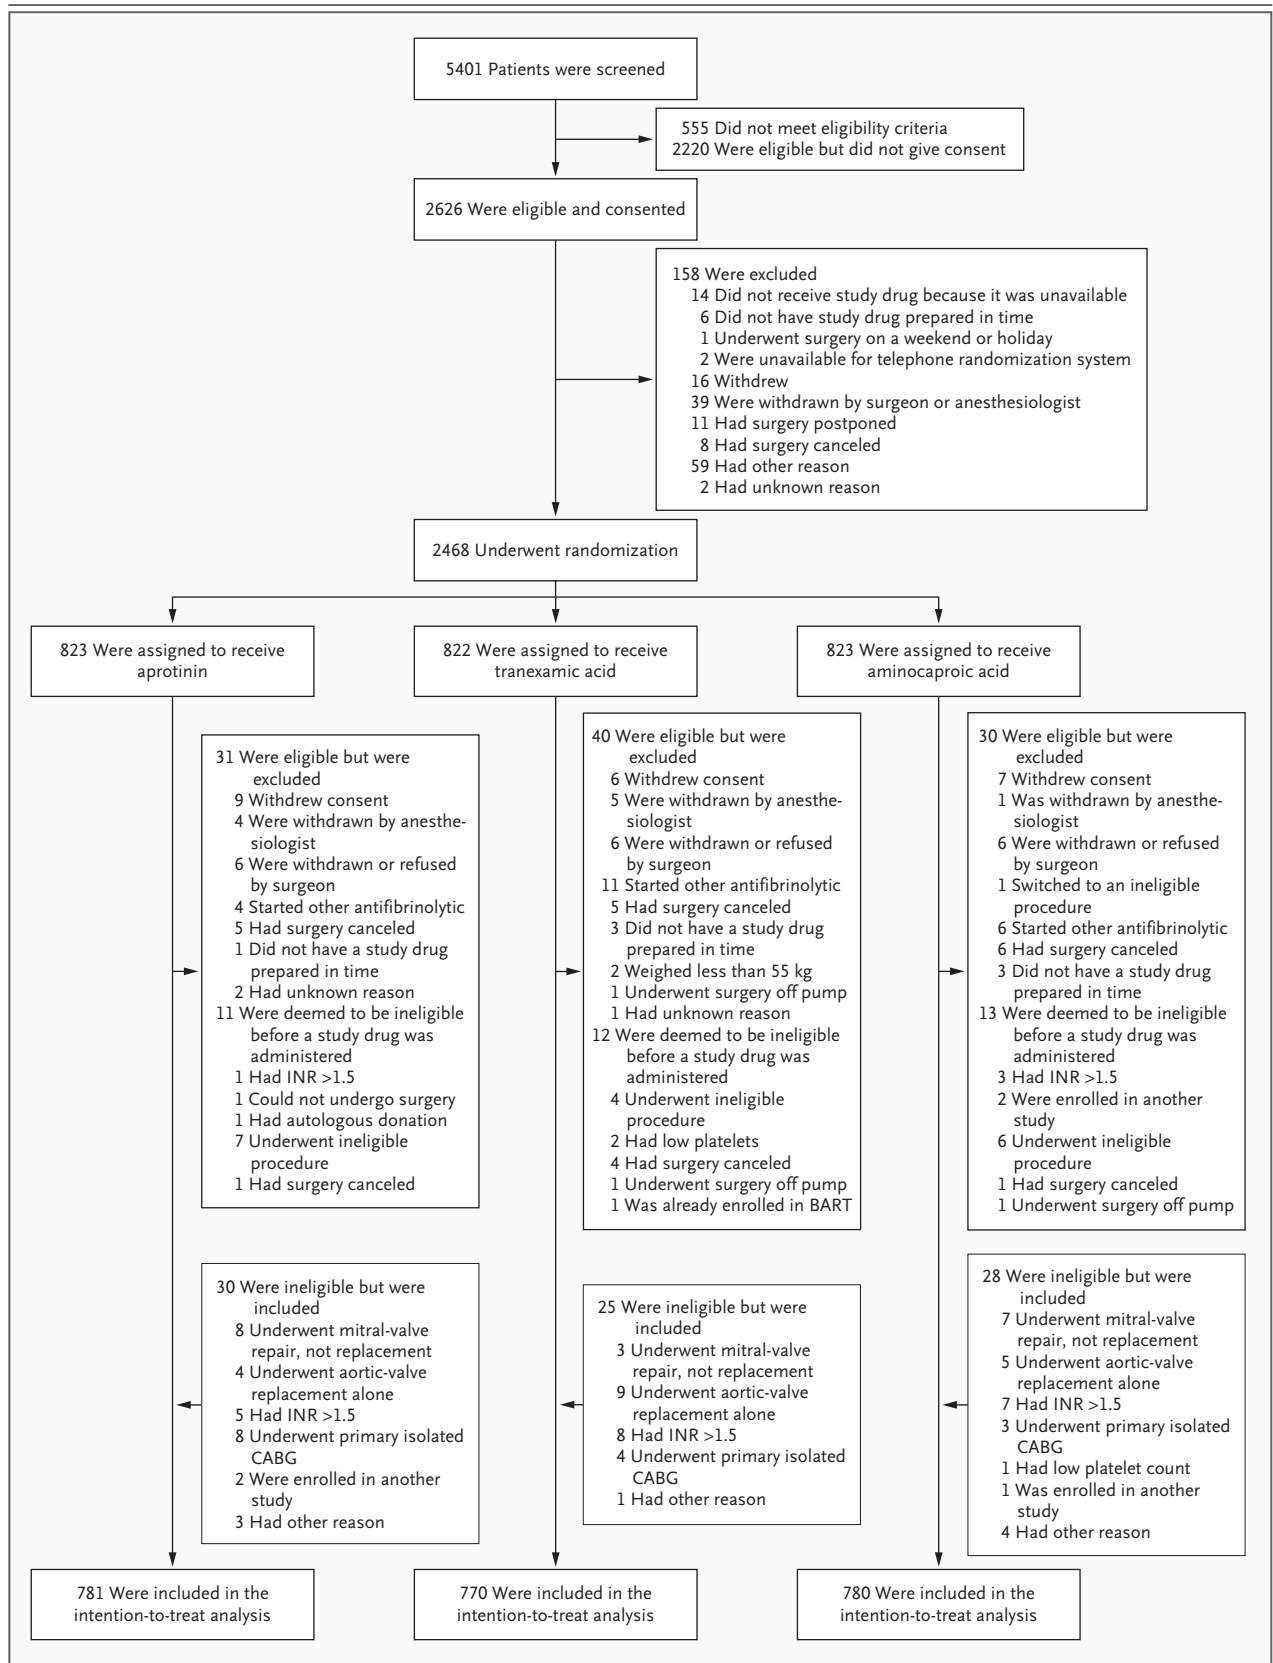 5401 Patients were screened
555 Did not meet eligibility criteria
2220 Were eligible but did not give consent
2626 Were eligible and consented
158 Were excluded
14 Did not receive study drug because it was unavailable
6 Did not have study drug prepared in time
1 Underwent surgery on a weekend or holiday
2 Were unavailable for telephone randomization system
16 Withdrew
39 Were withdrawn by surgeon or anesthesiologist
11 Had surgery postponed
8 Had surgery canceled
59 Had other reason
2 Had unknown reason
2468 Underwent randomization
823 Were assigned to receive
aprotinin
822 Were assigned to receive
tranexamic acid
823 Were assigned to receive
aminocaproic acid
31 Were eligible but were
excluded
9 Withdrew consent
4 Were withdrawn by anesthe-
siologist
6 Were withdrawn or refused
by surgeon
4 Started other antifibrinolytic
5 Had surgery canceled
1 Did not have a study drug
prepared in time
2 Had unknown reason
11 Were deemed to be ineligible
before a study drug was
administered
1 Had INR >1.5
1 Could not undergo surgery
1 Had autologous donation
7 Underwent ineligible
procedure
1 Had surgery canceled
40 Were eligible but were
excluded
6 Withdrew consent
5 Were withdrawn by anesthe-
siologist
6 Were withdrawn or refused
by surgeon
11 Started other antifibrinolytic
5 Had surgery canceled
3 Did not have a study drug
prepared in time
2 Weighed less than 55 kg
1 Underwent surgery off pump
1 Had unknown reason
12 Were deemed to be ineligible
before a study drug was
administered
4 Underwent ineligible
procedure
2 Had low platelets
4 Had surgery canceled
1 Underwent surgery off pump
1 Was already enrolled in BART
30 Were eligible but were
excluded
7 Withdrew consent
1 Was withdrawn by anesthe-
siologist
6 Were withdrawn or refused
by surgeon
1 Switched to an ineligible
procedure
6 Started other antifibrinolytic
6 Had surgery canceled
3 Did not have a study drug
prepared in time
13 Were deemed to be ineligible
before a study drug was
administered
3 Had INR >1.5
2 Were enrolled in another
study
6 Underwent ineligible
procedure
1 Had surgery canceled
1 Underwent surgery off pump
30 Were ineligible but were
included
8 Underwent mitral-valve
repair, not replacement
4 Underwent aortic-valve
replacement alone
5 Had INR >1.5
8 Underwent primary isolated
CABG
2 Were enrolled in another
study
3 Had other reason
25 Were ineligible but were
included
3 Underwent mitral-valve
repair, not replacement
9 Underwent aortic-valve
replacement alone
8 Had INR >1.5
4 Underwent primary isolated
CABG
1 Had other reason
28 Were ineligible but were
included
7 Underwent mitral-valve
repair, not replacement
5 Underwent aortic-valve
replacement alone
7 Had INR >1.5
3 Underwent primary isolated
CABG
1 Had low platelet count
1 Was enrolled in another
study
4 Had other reason
781 Were included in the
intention-to-treat analysis
770 Were included in the
intention-to-treat analysis
780 Were included in the
intention-to-treat analysis